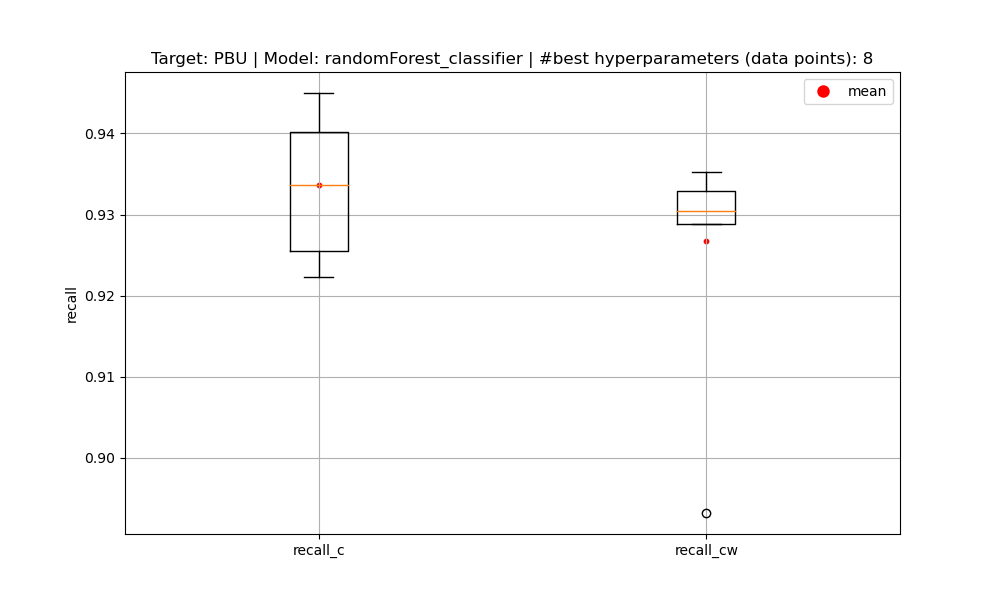 Target: PBU | Model: randomForest_classifier | #best hyperparameters (data points): 8
mean
0.94
0.93
0.92
0.91
0.90
recall
recall_c
recall_cw